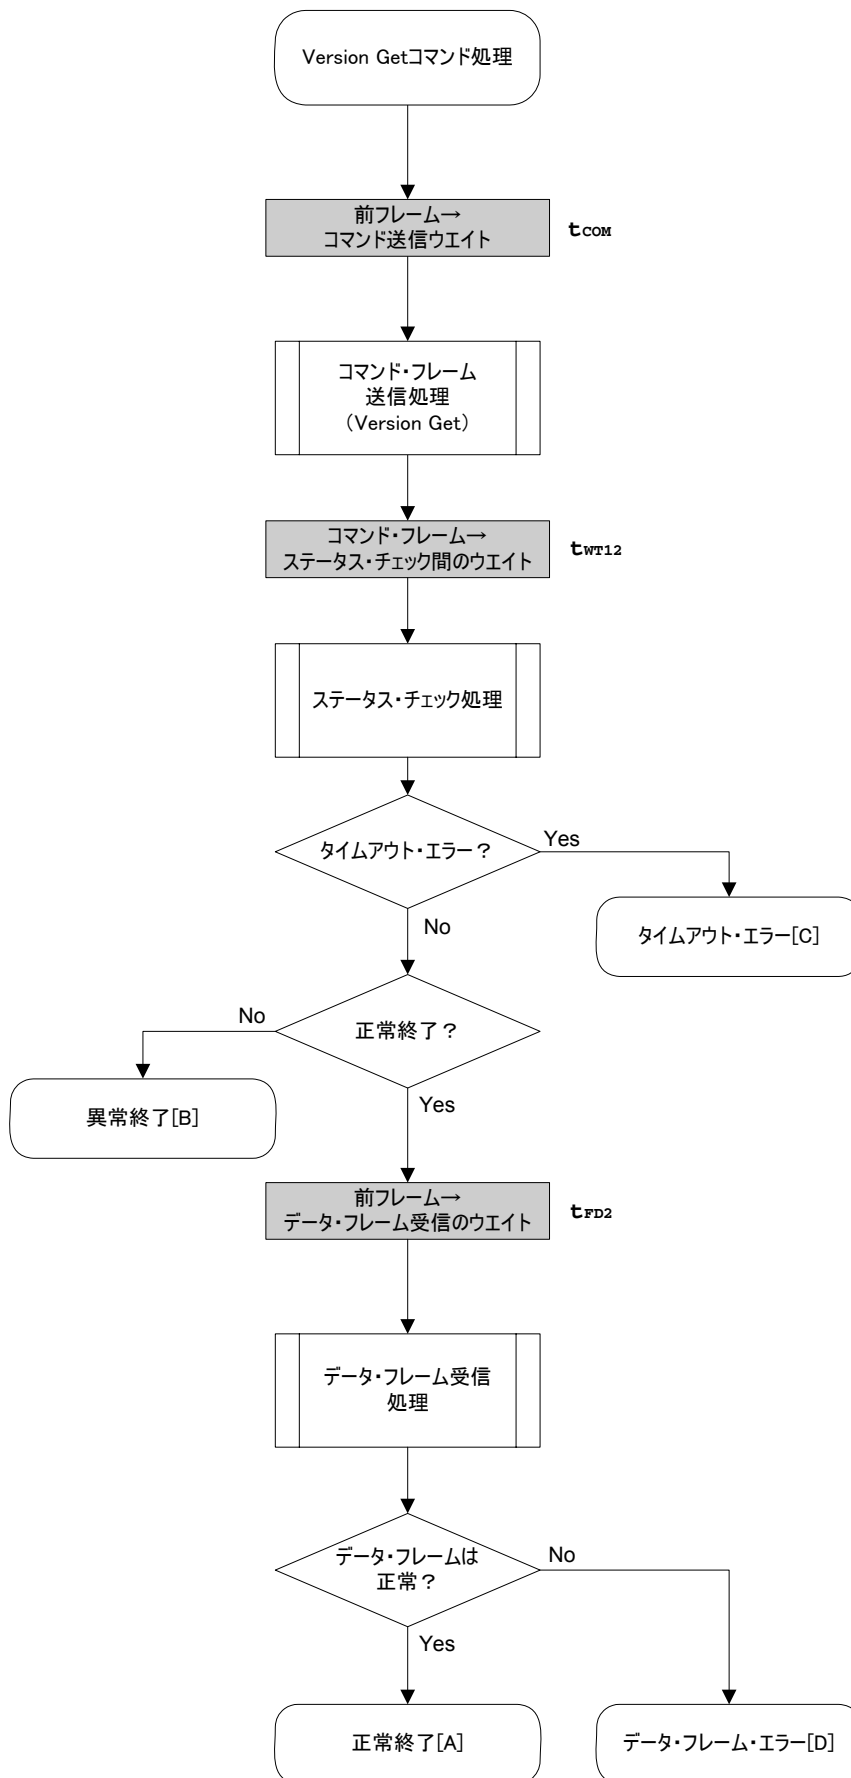 Version Getコマンド処理
前フレーム→
コマンド送信ウエイト
tCOM
コマンド・フレーム
送信処理
（Version Get）
コマンド・フレーム→
ステータス・チェック間のウエイト
tWT12
ステータス・チェック処理
タイムアウト・エラー？
Yes
タイムアウト・エラー[C]
No
正常終了？
No
異常終了[B]
Yes
前フレーム→
データ・フレーム受信のウエイト
tFD2
データ・フレーム受信
処理
データ・フレームは
正常？
No
Yes
正常終了[A]
データ・フレーム・エラー[D]